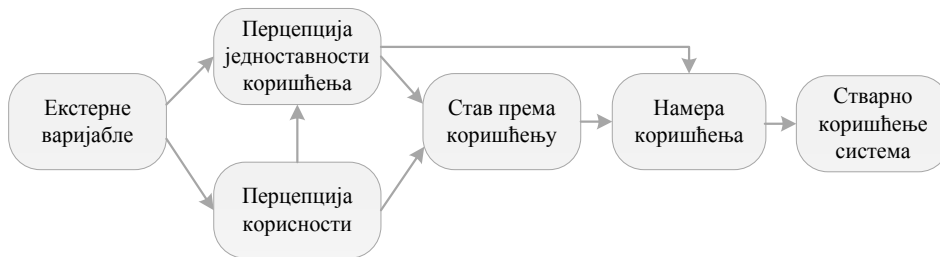 Екстерне
варијабле
Перцепција
једноставности
коришћења
Перцепција
корисности
Став према
коришћењу
Намера
коришћења
Стварно
коришћење
система